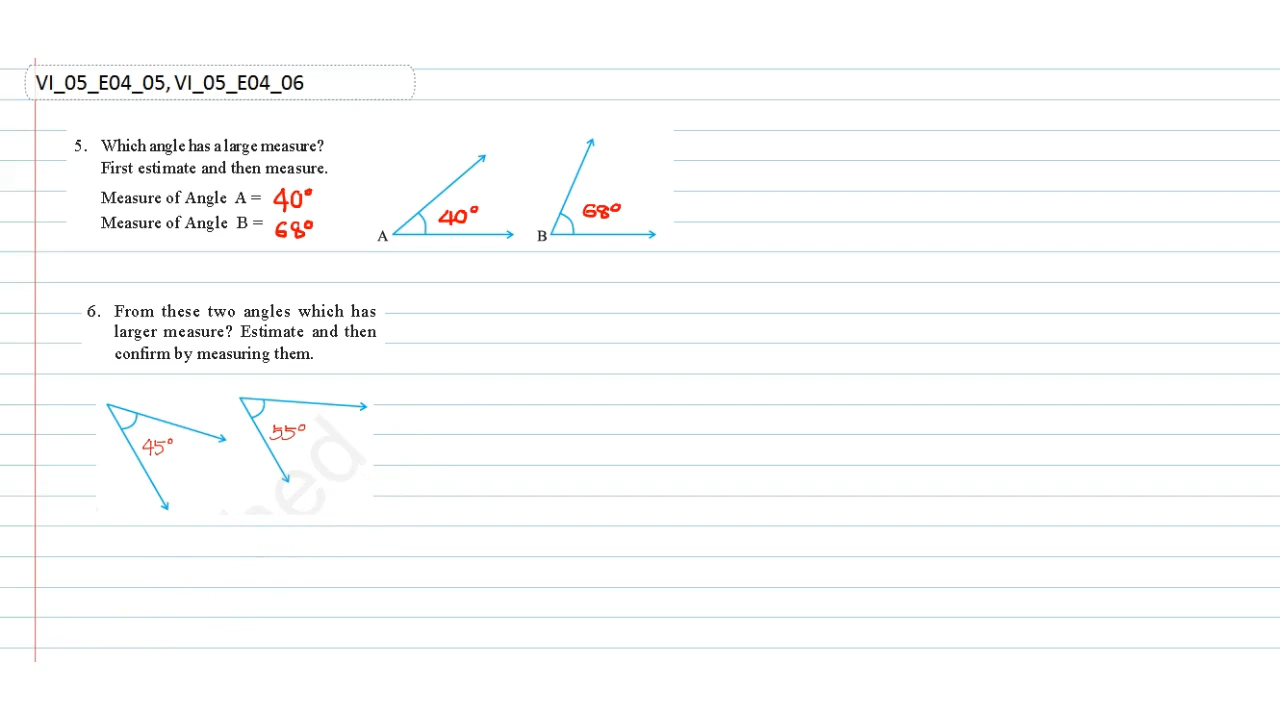 VI_05_E04_05, VI_05_E04_06
5. Which angle has a large measure?
First estimate and then measure.
Measure of Angle A = 40°
Measure of Angle B = 68°
A 40°
B 68°
6. From these two angles which has
larger measure? Estimate and then
confirm by measuring them.
45°
55°